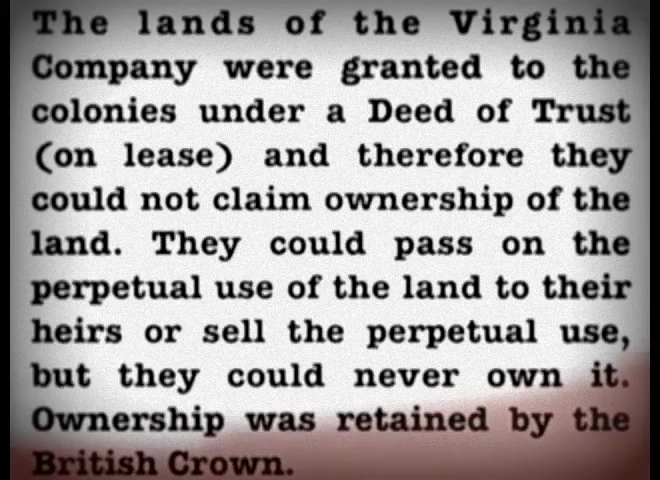 The lands of the Virginia
Company were granted to the
colonies under a Deed of Trust
(on lease) and therefore they
could not claim ownership of the
land. They could pass on the
perpetual use of the land to their
heirs or sell the perpetual use,
but they could never own it.
Ownership was retained by the
British Crown.